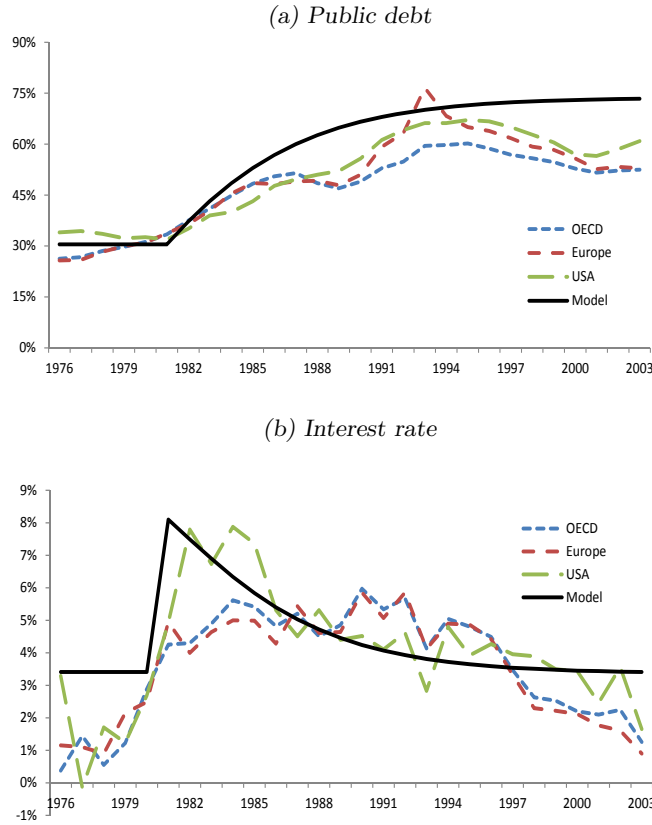 (a) Public debt
90%
75%
60%
45%
30%
15%
0%
OECD
Europe
USA
Model
1976 1979 1982 1985 1988 1991 1994 1997 2000 2003
(b) Interest rate
9%
8%
7%
6%
5%
4%
3%
2%
1%
0%
-1%
OECD
Europe
USA
Model
1976 1979 1982 1985 1988 1991 1994 1997 2000 2003